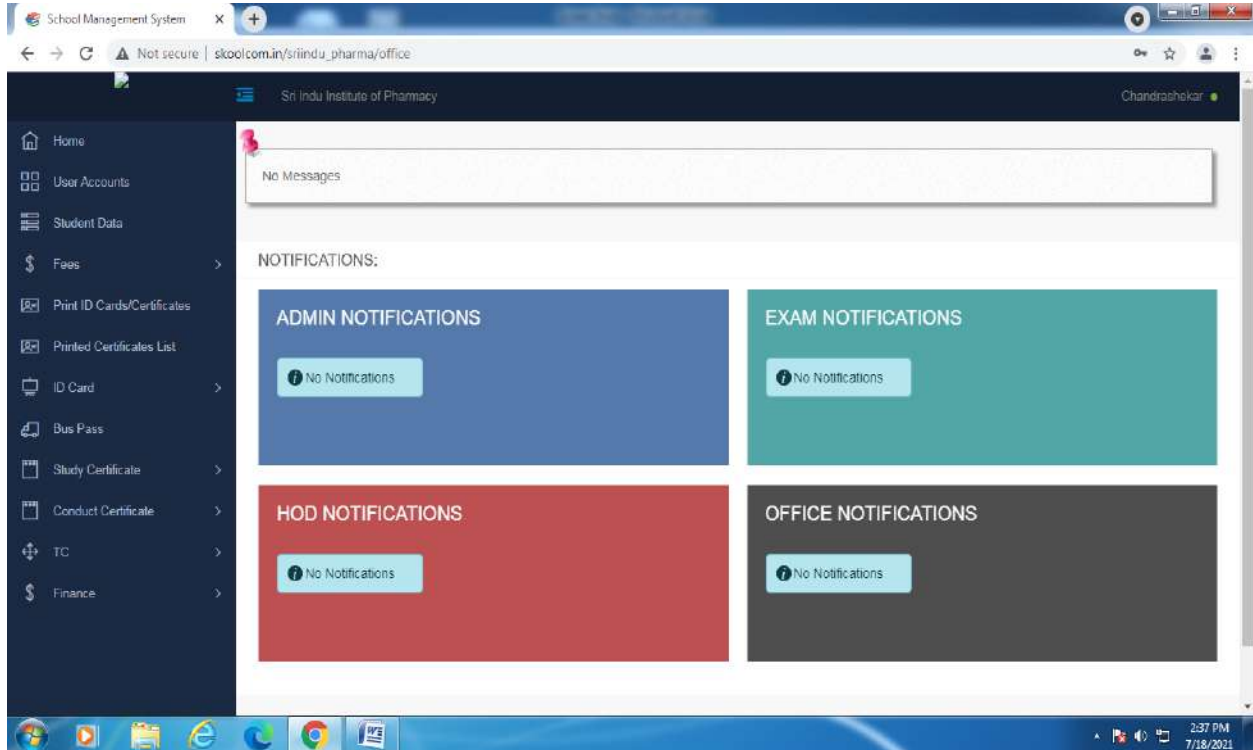 School Management System
Not secure | skoolcom.in/sriindu_pharma/office
Sri Indu Institute of Pharmacy
Chandrashekar
Home
User Accounts
Student Data
Fees
Print ID Cards/Certificates
Printed Certificates List
ID Card
Bus Pass
Study Certificate
Conduct Certificate
TC
Finance
No Messages
NOTIFICATIONS:
ADMIN NOTIFICATIONS
No Notifications
EXAM NOTIFICATIONS
No Notifications
HOD NOTIFICATIONS
No Notifications
OFFICE NOTIFICATIONS
No Notifications
2:37 PM
7/18/2021